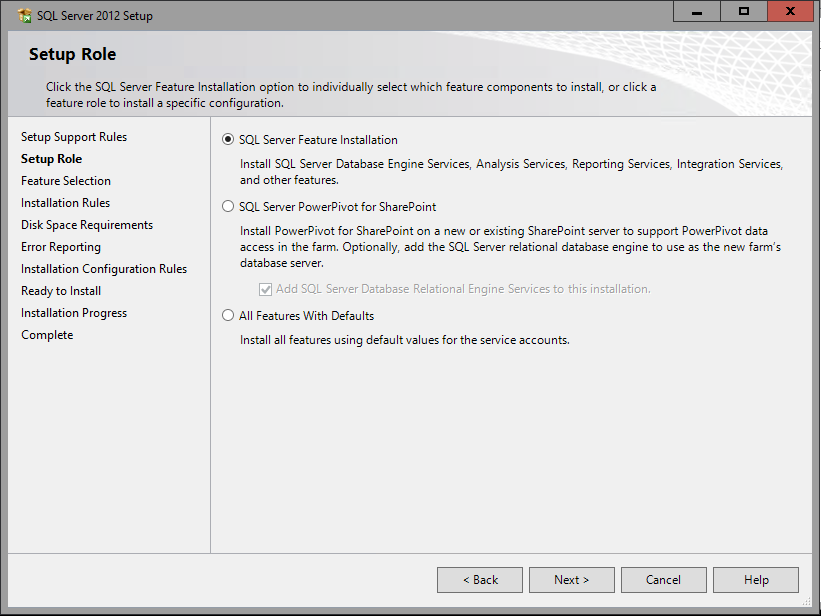 SQL Server 2012 Setup
Setup Role
Click the SQL Server Feature Installation option to individually select which feature components to install, or click a
feature role to install a specific configuration.
Setup Support Rules
Setup Role
Feature Selection
Installation Rules
Disk Space Requirements
Error Reporting
Installation Configuration Rules
Ready to Install
Installation Progress
Complete
SQL Server Feature Installation
Install SQL Server Database Engine Services, Analysis Services, Reporting Services, Integration Services,
and other features.
SQL Server PowerPivot for SharePoint
Install PowerPivot for SharePoint on a new or existing SharePoint server to support PowerPivot data
access in the farm. Optionally, add the SQL Server relational database engine to use as the new farm's
database server.
Add SQL Server Database Relational Engine Services to this installation.
All Features With Defaults
Install all features using default values for the service accounts.
< Back
Next >
Cancel
Help